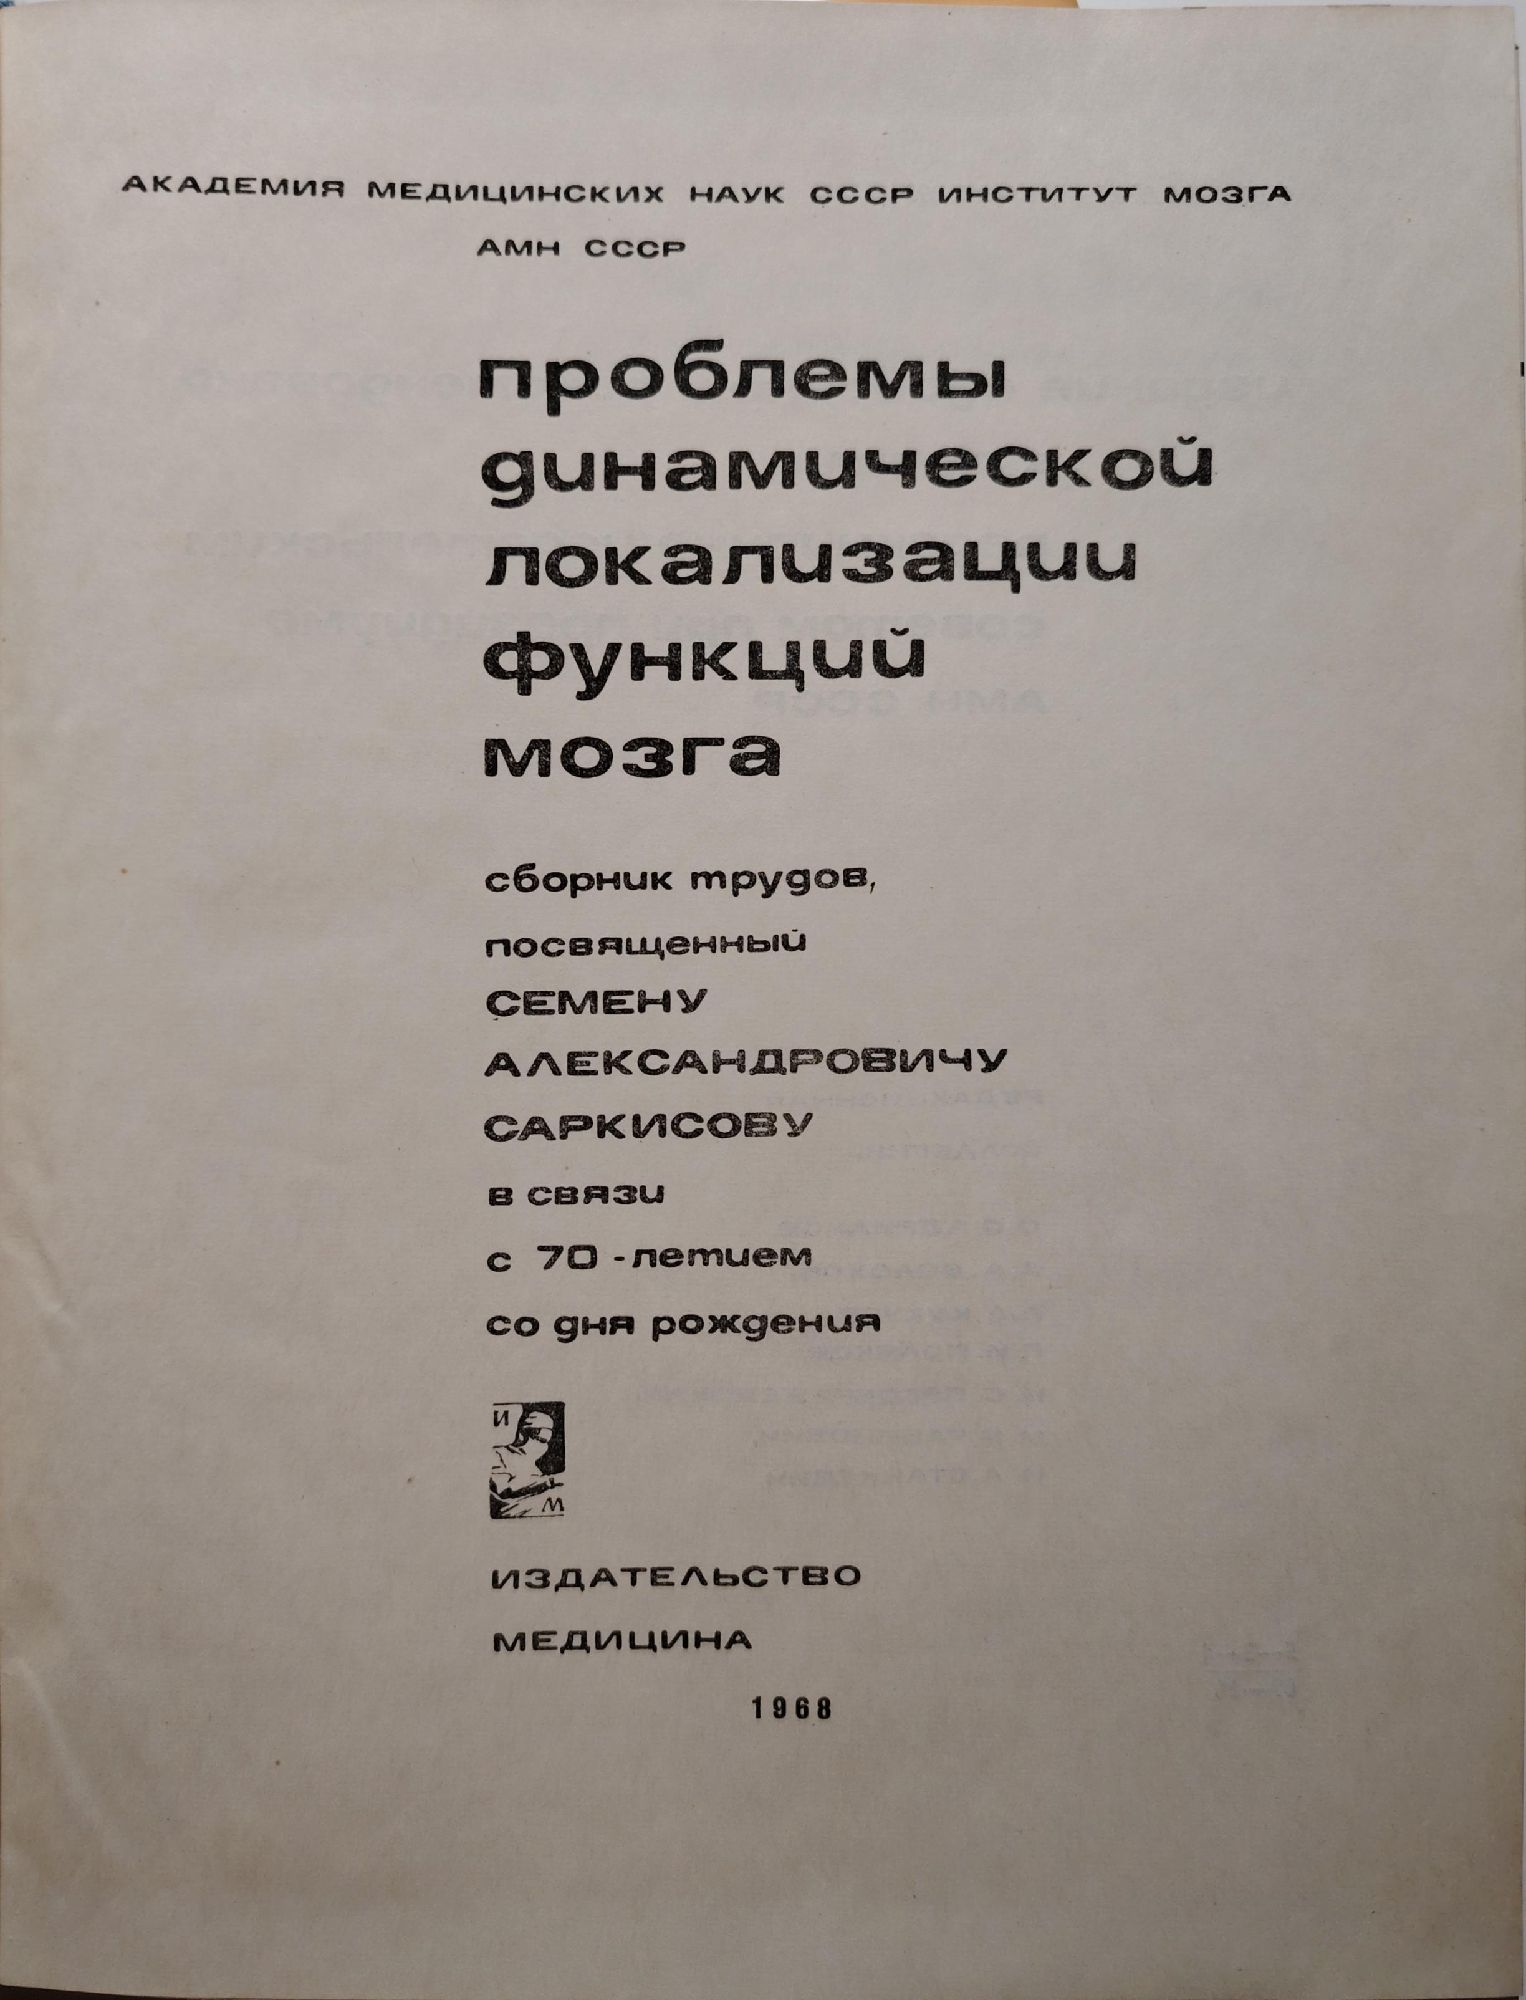 АКАДЕМИЯ МЕДИЦИНСКИХ НАУК СССР ИНСТИТУТ МОЗГА
АМН СССР
проблемы
динамической
локализации
функций
мозга
сборник трудов,
посвященный
СЕМЕНУ
АЛЕКСАНДРОВИЧУ
САРКИСОВУ
в связи
с 70-летием
со дня рождения
И
М
ИЗДАТЕЛЬСТВО
МЕДИЦИНА
1968